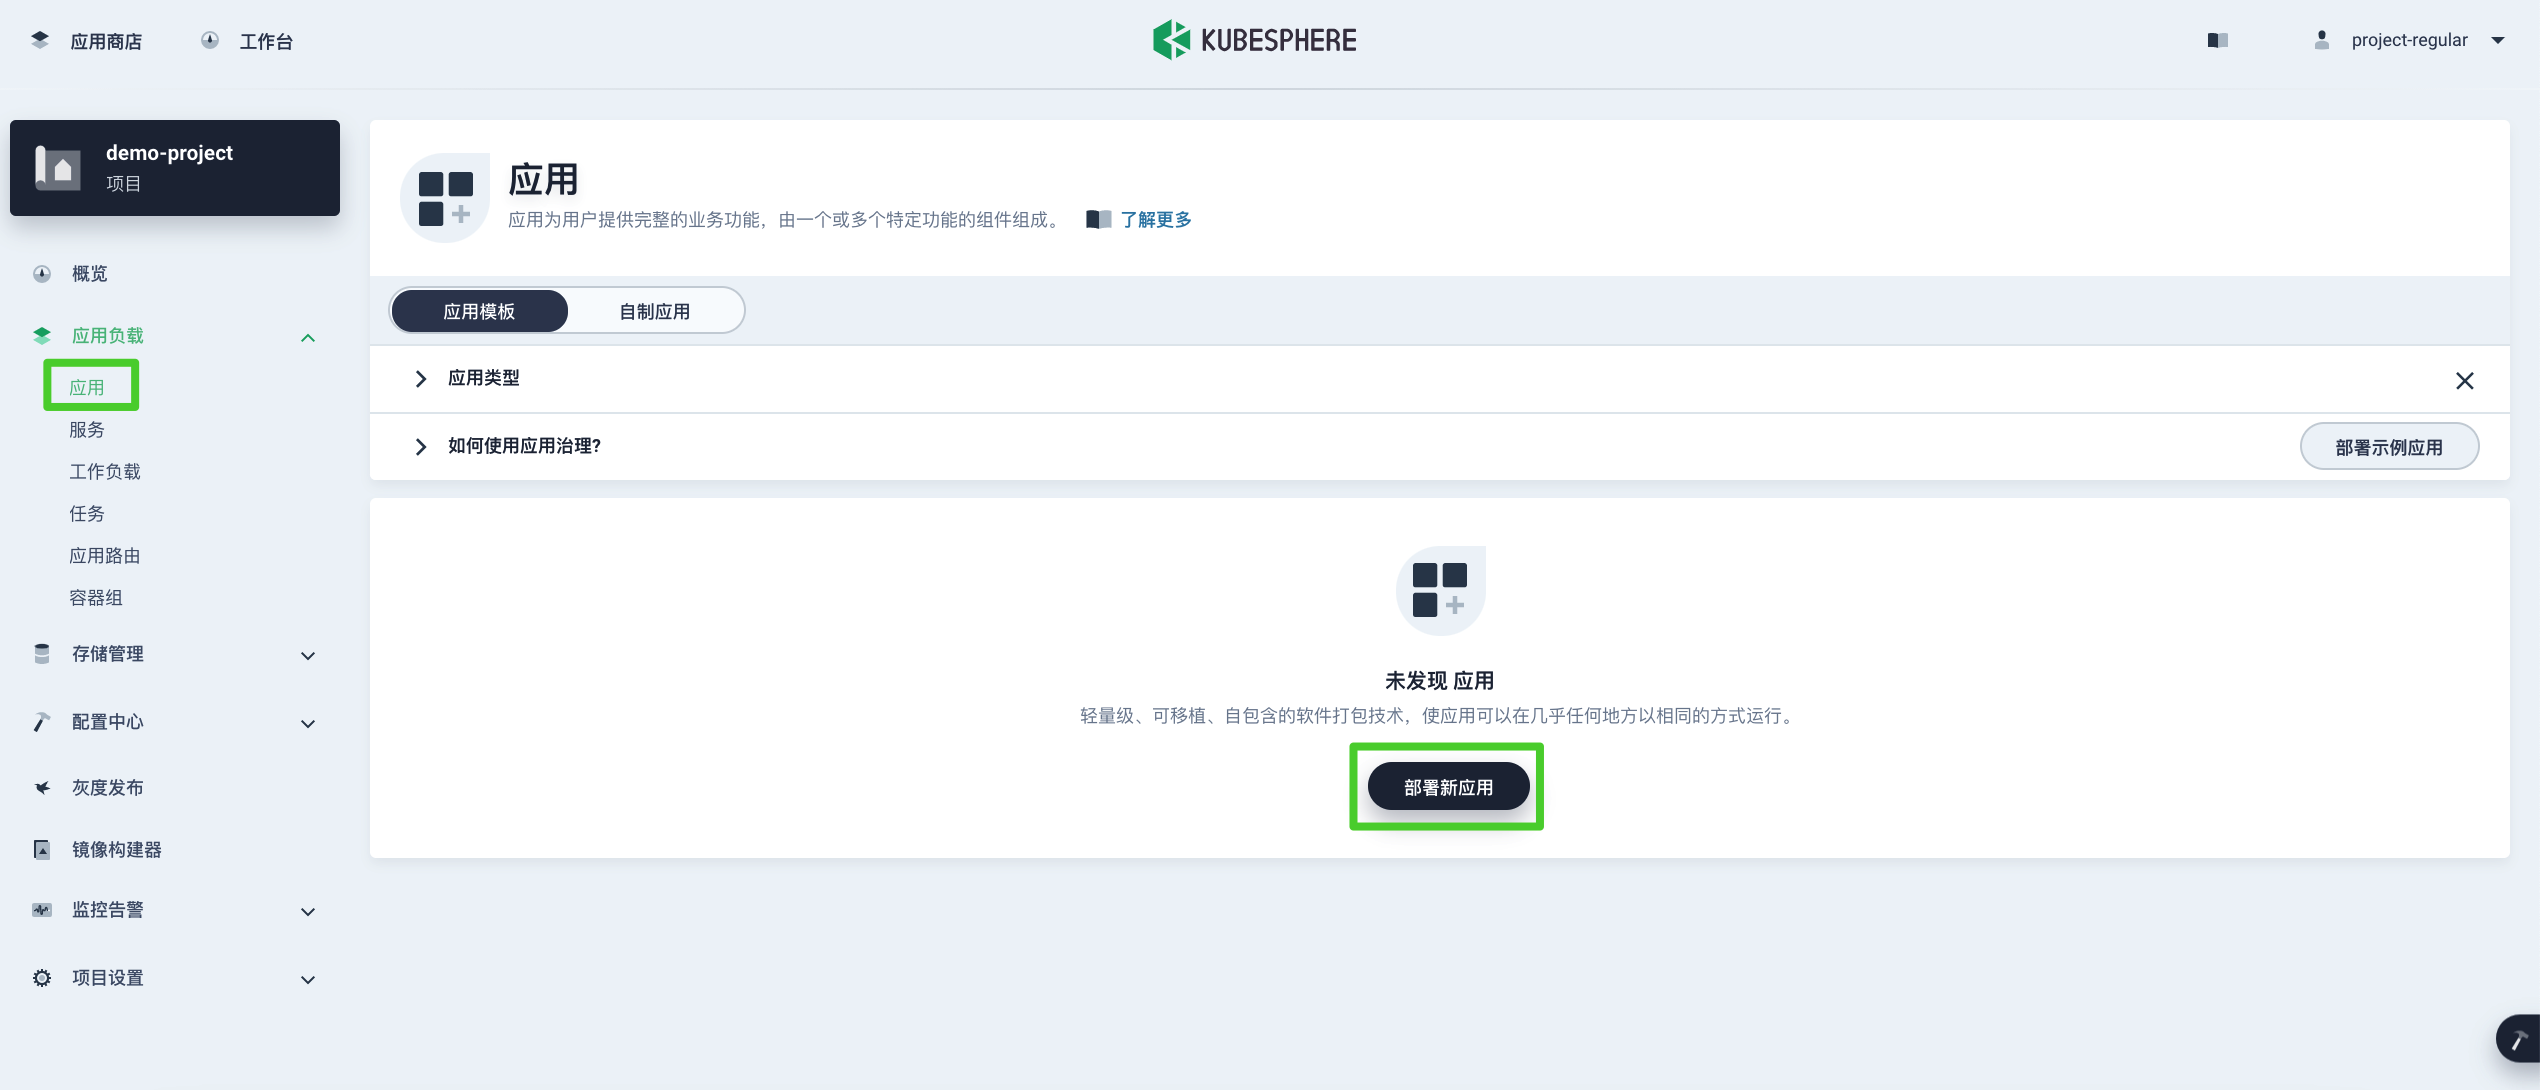 应用商店
工作台
KUBESPHERE
project-regular
demo-project
项目
概览
应用负载
应用
服务
工作负载
任务
应用路由
容器组
存储管理
配置中心
灰度发布
镜像构建器
监控告警
项目设置
应用
应用为用户提供完整的业务功能，由一个或多个特定功能的组件组成。
了解更多
应用模板
自制应用
应用类型
如何使用应用治理?
部署示例应用
未发现 应用
轻量级、可移植、自包含的软件打包技术，使应用可以在几乎任何地方以相同的方式运行。
部署新应用